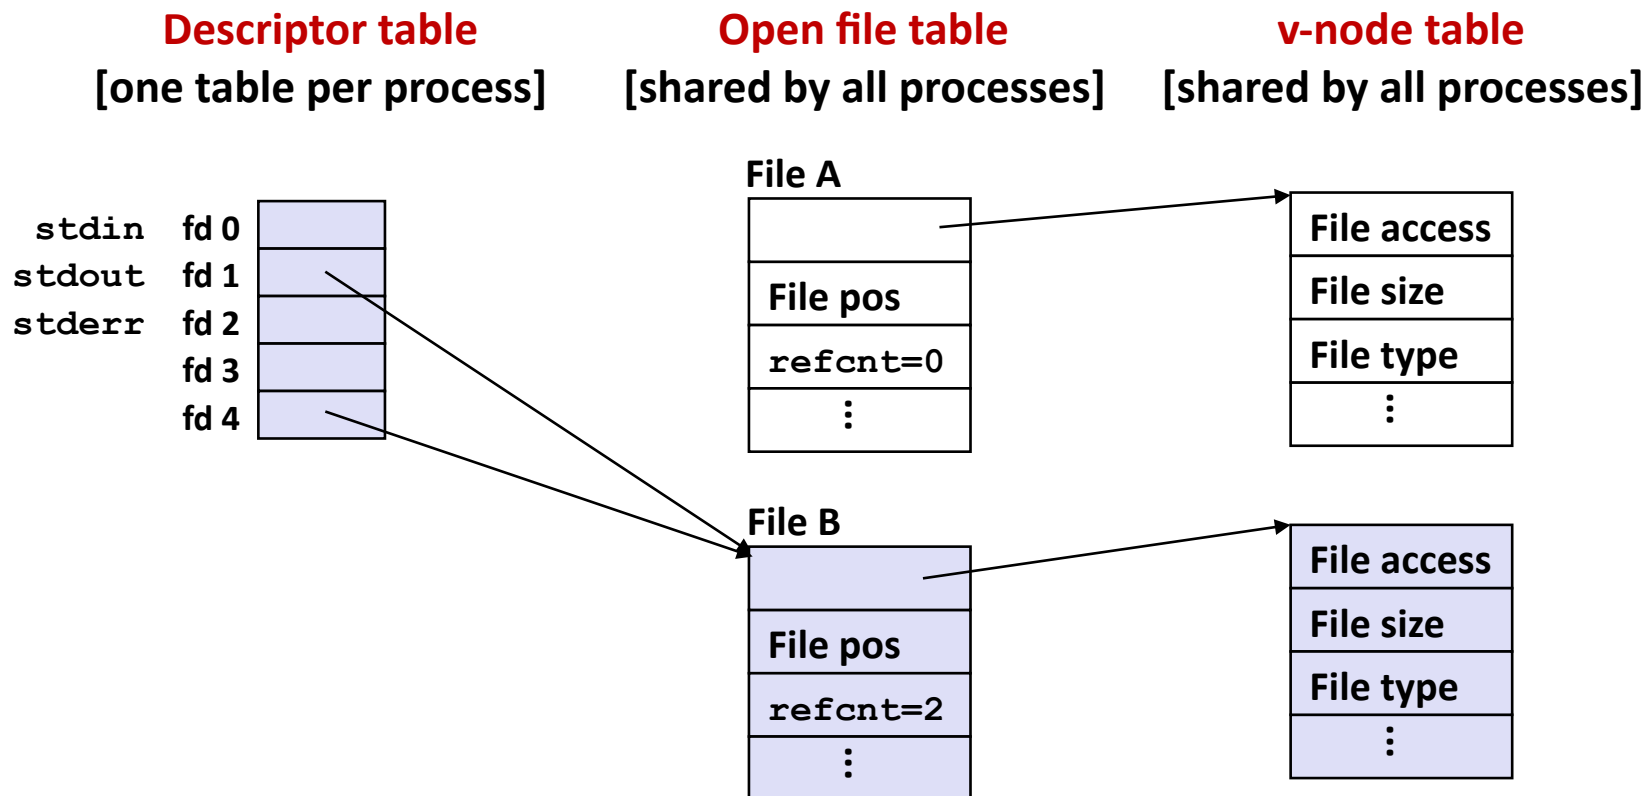 Descriptor table
[one table per process]
Open file table
[shared by all processes]
v-node table
[shared by all processes]
stdin fd 0
stdout fd 1
stderr fd 2
fd 3
fd 4
File A
File pos
refcnt=0
⋮
File access
File size
File type
⋮
File B
File pos
refcnt=2
⋮
File access
File size
File type
⋮